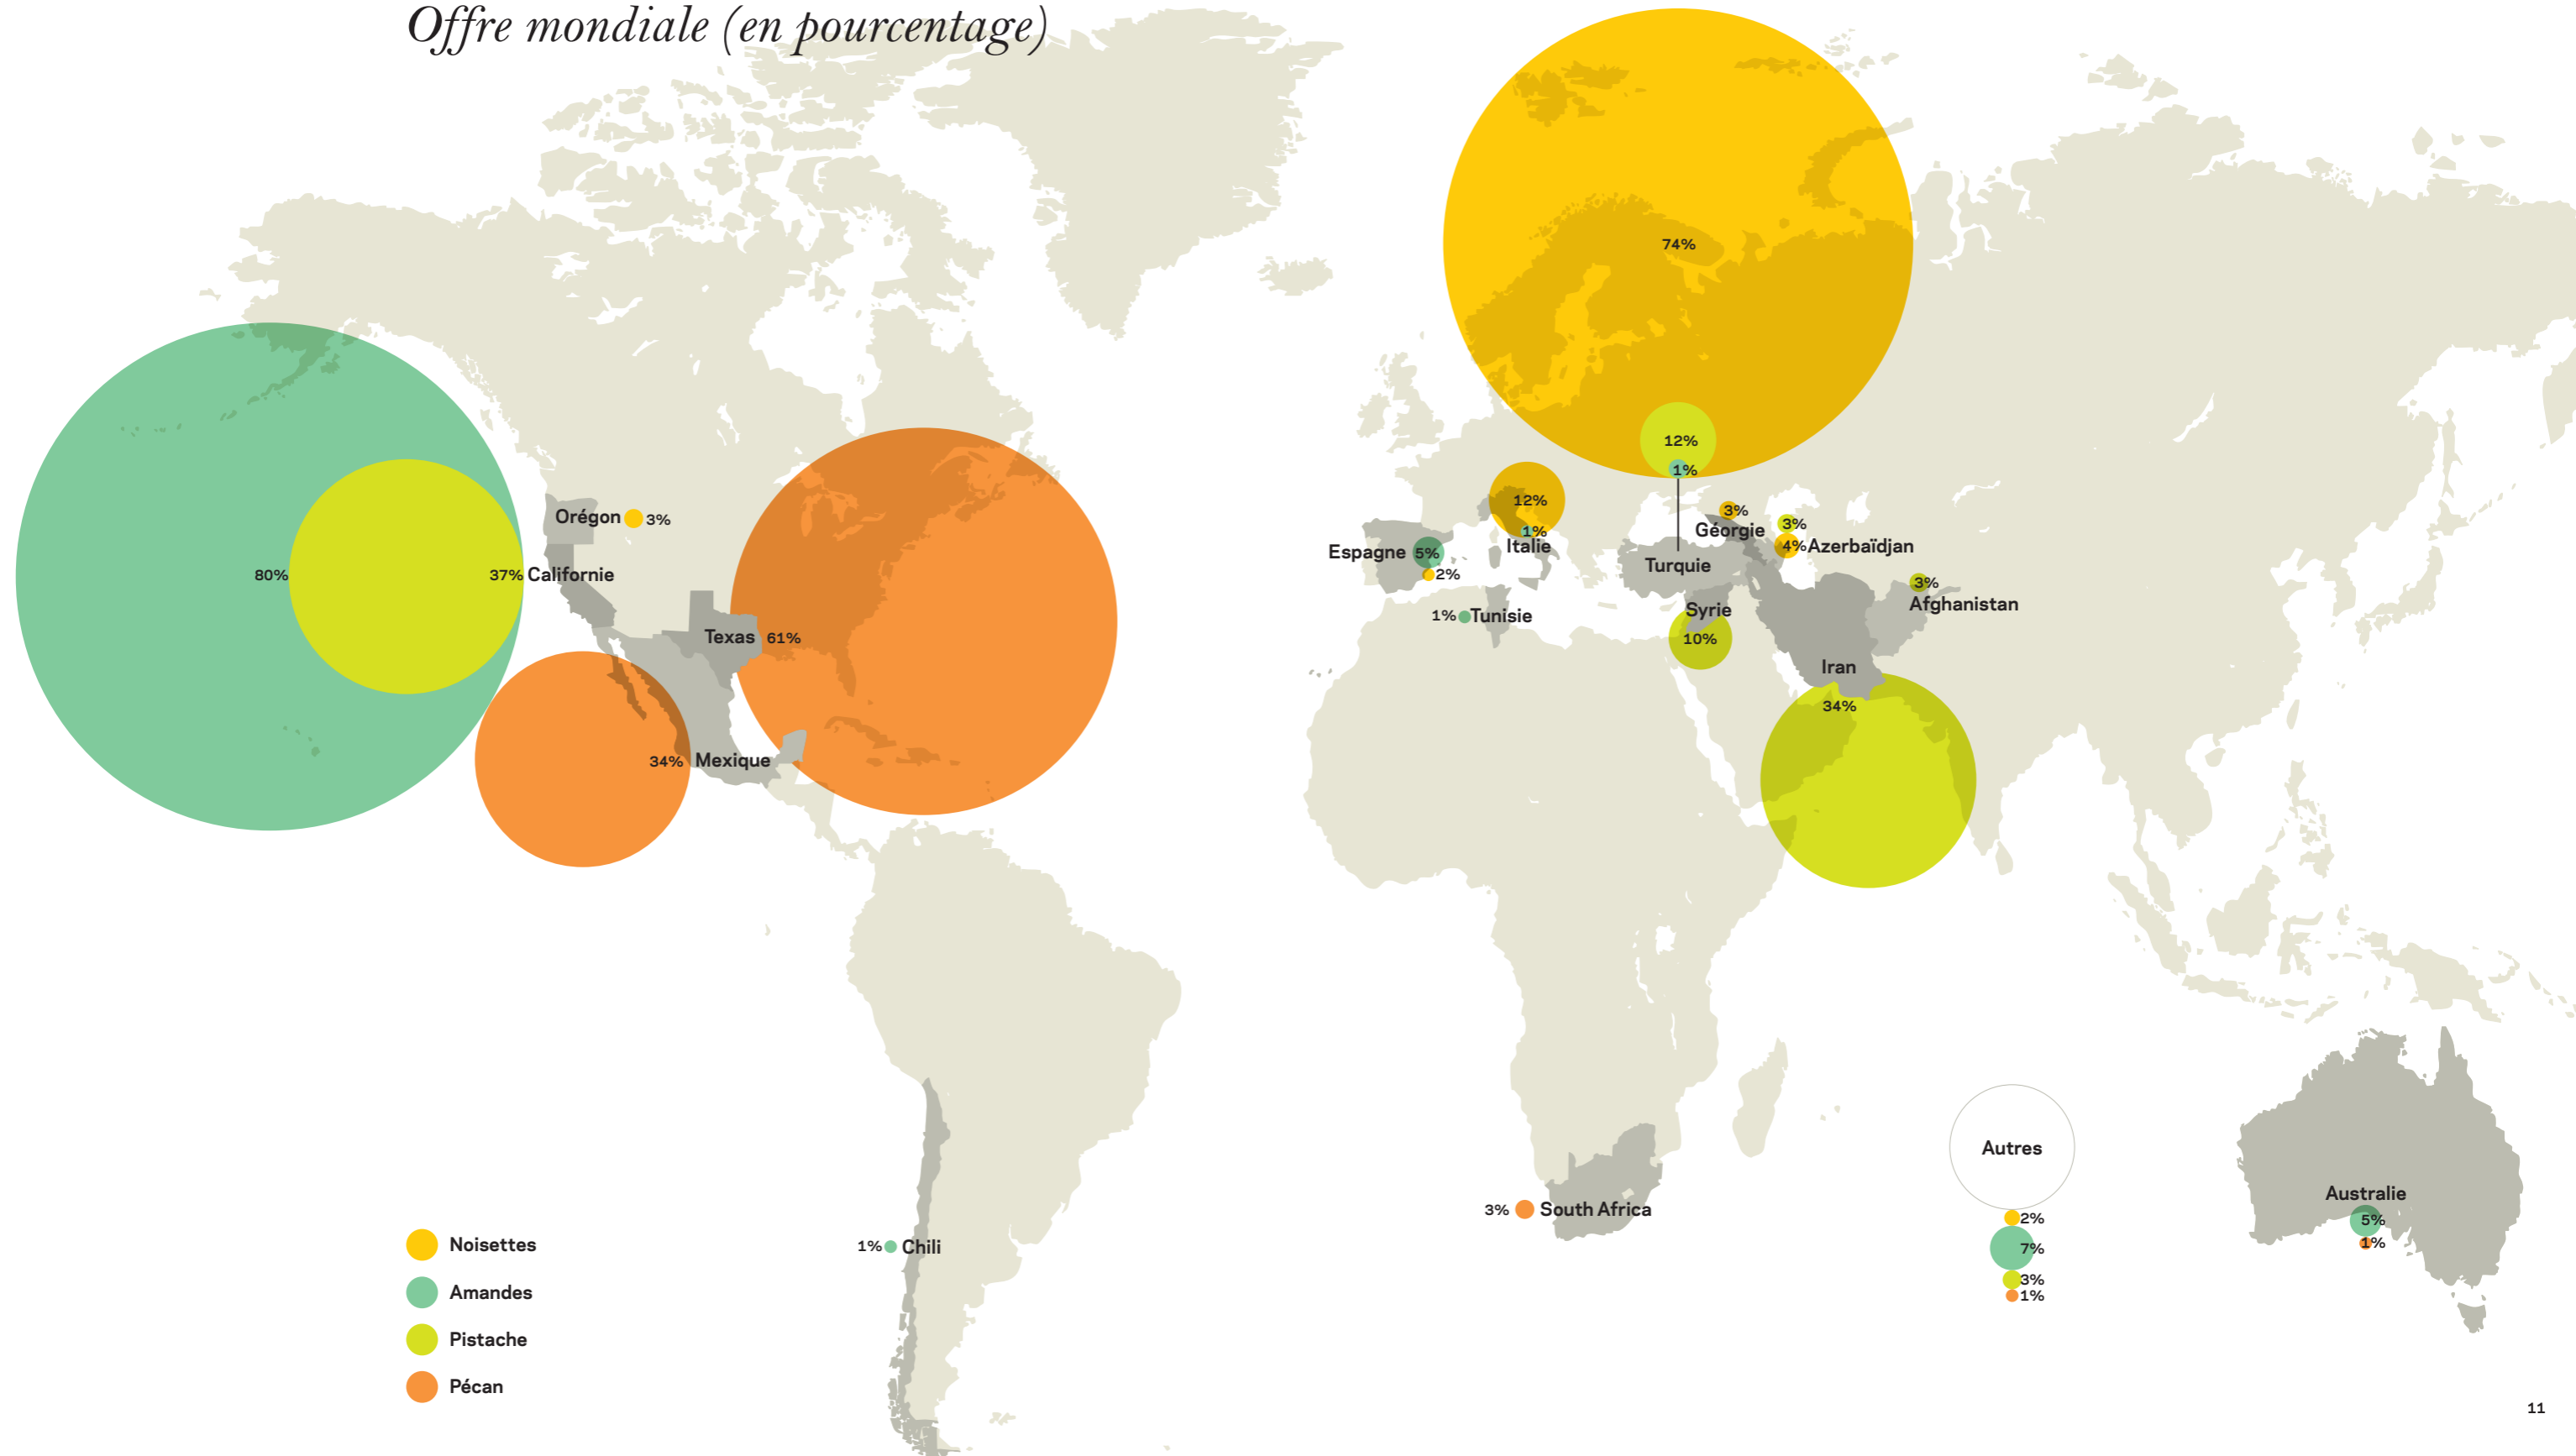 Offre mondiale (en pourcentage)
74%
12%
1%
12%
1%
Italie
3%
Géorgie
3%
4% Azerbaïdjan
Orégon 3%
Espagne 5%
2%
Turquie
80%
37% Californie
3%
Afghanistan
1% Tunisie
Syrie
10%
Texas 61%
Iran
34%
34% Mexique
Autres
2%
7%
3%
1%
Australie
5%
1%
3% South Africa
1% Chili
Noisettes
Amandes
Pistache
Pécan
11